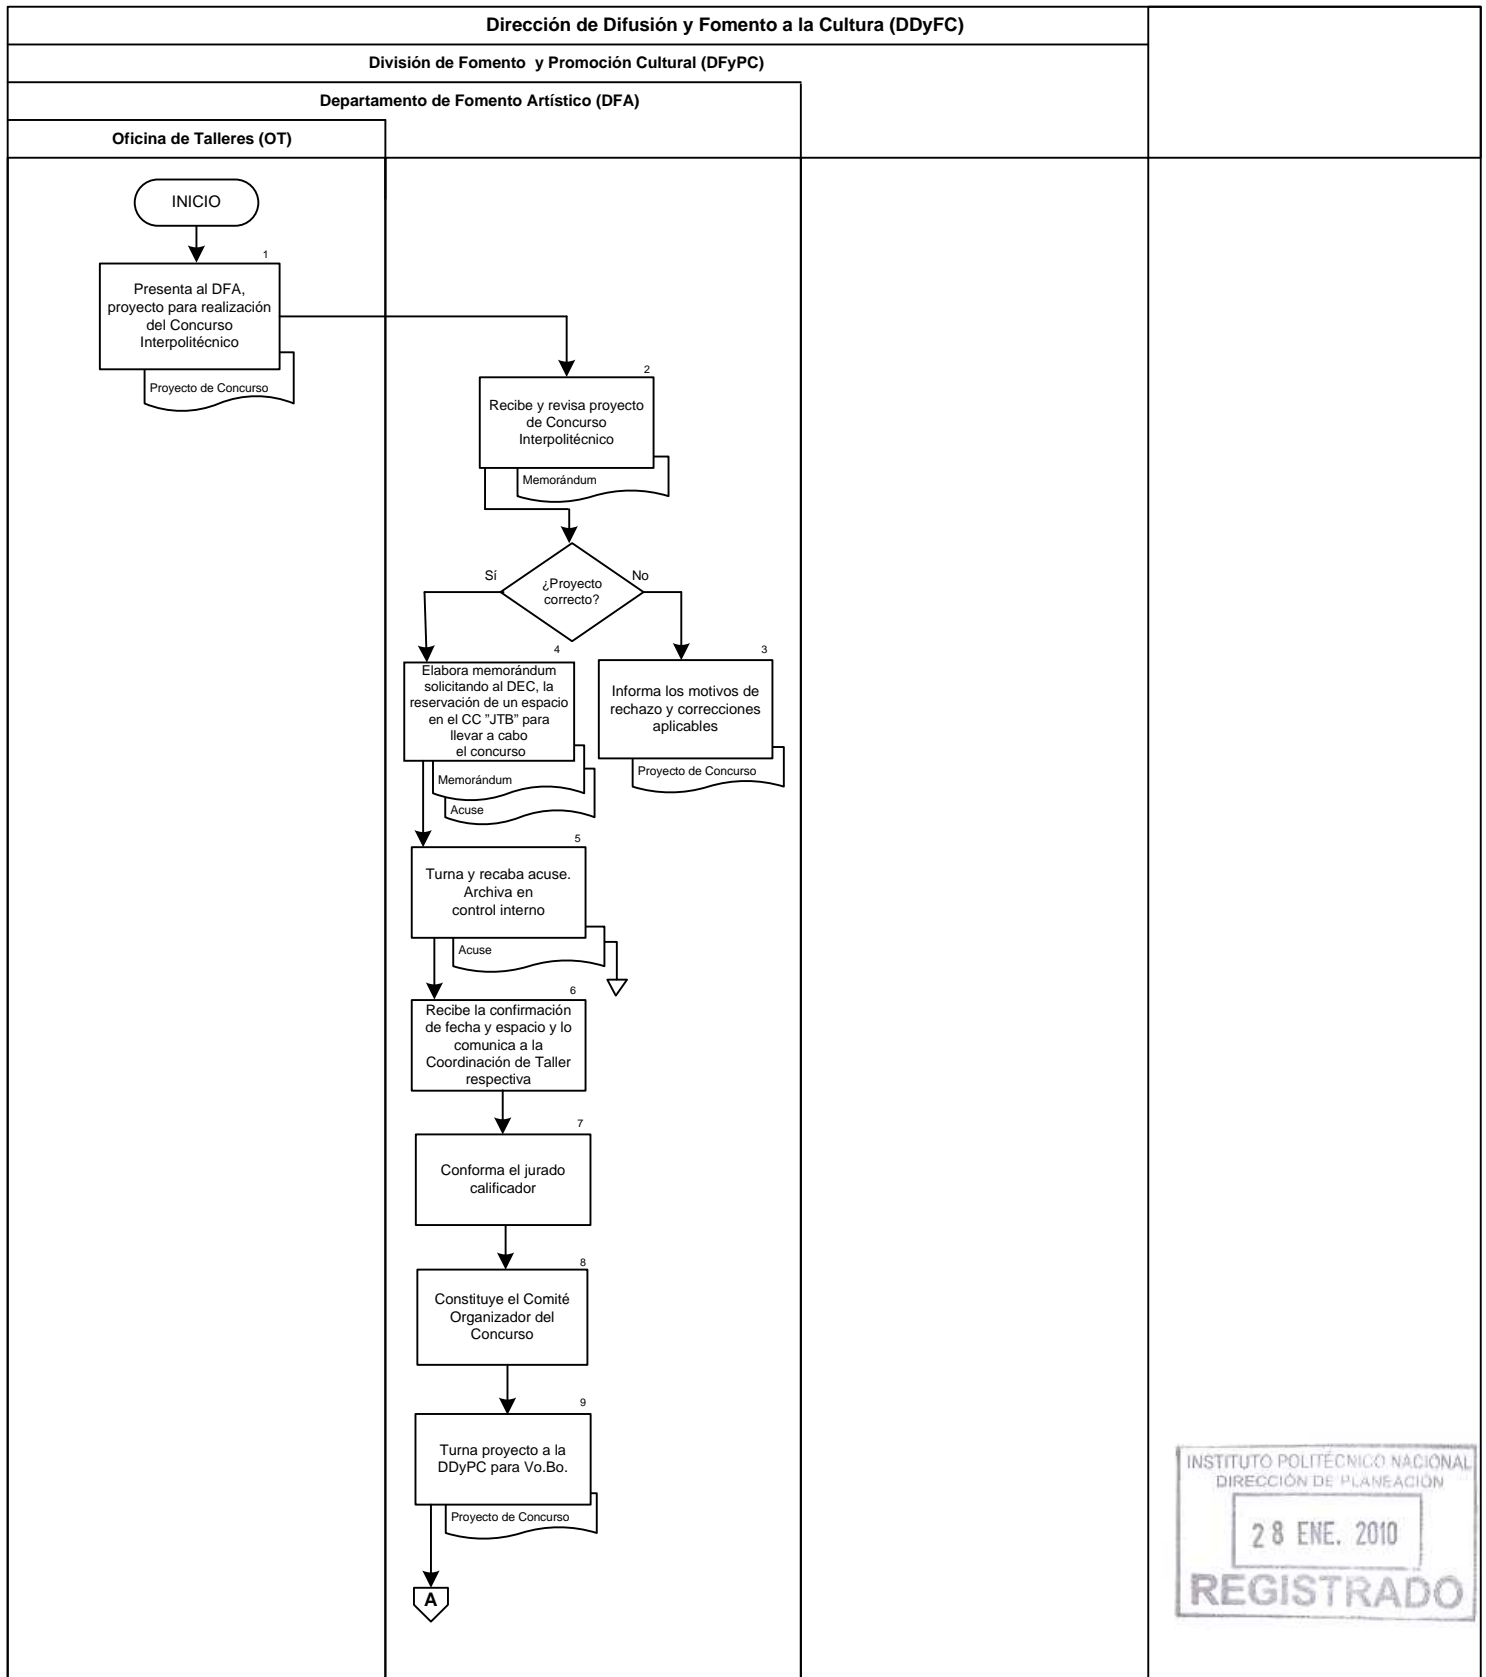 Dirección de Difusión y Fomento a la Cultura (DDyFC)
División de Fomento y Promoción Cultural (DFyPC)
Departamento de Fomento Artístico (DFA)
Oficina de Talleres (OT)
INICIO
1
Presenta al DFA,
proyecto para realización
del Concurso
Interpolitécnico
Proyecto de Concurso
2
Recibe y revisa proyecto
de Concurso
Interpolitécnico
Memorándum
¿Proyecto
correcto?
Sí
No
4
Elabora memorándum
solicitando al DEC, la
reservación de un espacio
en el CC ”JTB” para
llevar a cabo
el concurso
Memorándum
Acuse
3
Informa los motivos de
rechazo y correcciones
aplicables
Proyecto de Concurso
5
Turna y recaba acuse.
Archiva en
control interno
Acuse
6
Recibe la confirmación
de fecha y espacio y lo
comunica a la
Coordinación de Taller
respectiva
7
Conforma el jurado
calificador
8
Constituye el Comité
Organizador del
Concurso
9
Turna proyecto a la
DDyPC para Vo.Bo.
Proyecto de Concurso
A
INSTITUTO POLITÉCNICO NACIONAL
DIRECCIÓN DE PLANEACIÓN
28 ENE. 2010
REGISTRADO